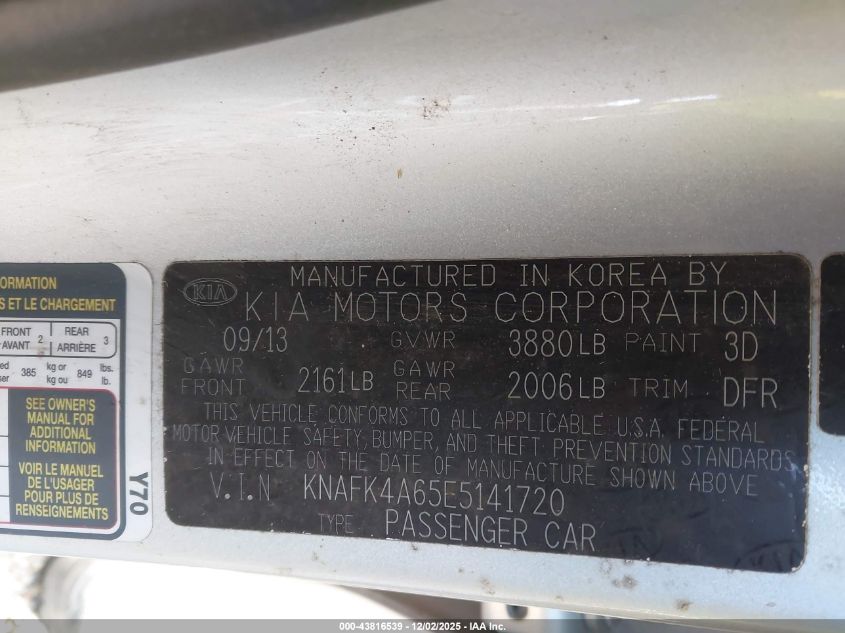 NFORMATION
S ET LE CHARGEMENT
FRONT
AVANT 2
REAR
ARRIÈRE 3
385 kg or
kg ou 849 lbs.
lb.
SEE OWNER'S
MANUAL FOR
ADDITIONAL
INFORMATION
VOIR LE MANUEL
DE L'USAGER
POUR PLUS DE
RENSEIGNEMENTS
Y70
KIA
MANUFACTURED IN KOREA BY
KIA MOTORS CORPORATION
09/13 GVWR 3880LB PAINT 3D
GAWR
FRONT 2161LB GAWR
REAR 2006LB TRIM DFR
THIS VEHICLE CONFORMS TO ALL APPLICABLE U.S.A. FEDERAL
MOTOR VEHICLE SAFETY, BUMPER, AND THEFT PREVENTION STANDARDS
IN EFFECT ON THE DATE OF MANUFACTURE SHOWN ABOVE
V.I.N KNAFK4A65E5141720
TYPE PASSENGER CAR
000-43816539 - 12/02/2025 - IAA Inc.